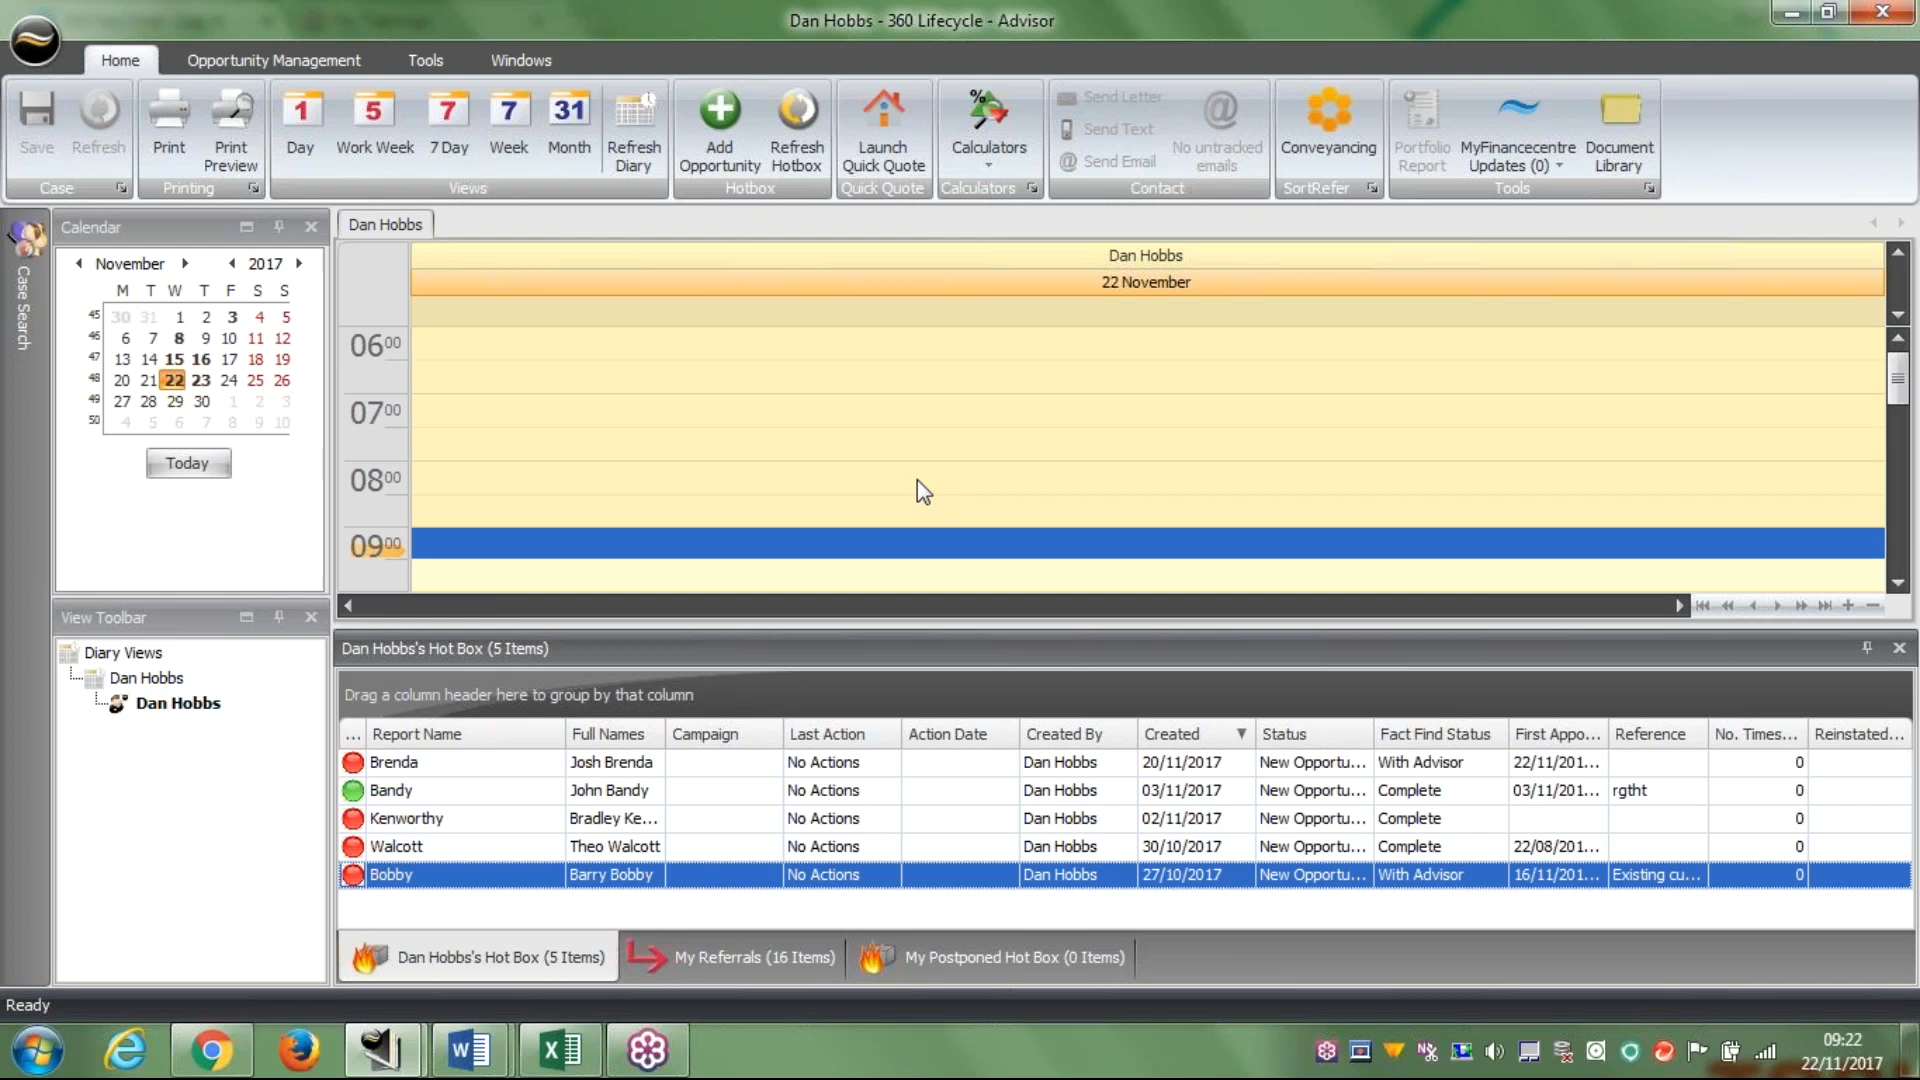 Dan Hobbs - 360 Lifecycle - Advisor
Home Opportunity Management Tools Windows
Save Refresh Print Print Preview Day Work Week 7 Day Week Month Refresh Diary Add Opportunity Refresh Hotbox Launch Quick Quote Calculators Send Letter Send Text Send Email No untracked emails Conveyancing Portfolio Report MyFinancecentre Updates (0) Document Library
1 5 7 7 31
Case Printing Views Hotbox Quick Quote Calculators Contact SortRefer Tools
Case Search
Calendar
November 2017
M T W T F S S
45 30 31 1 2 3 4 5
46 6 7 8 9 10 11 12
47 13 14 15 16 17 18 19
48 20 21 22 23 24 25 26
49 27 28 29 30 1 2 3
50 4 5 6 7 8 9 10
Today
View Toolbar
Diary Views
Dan Hobbs
Dan Hobbs
Dan Hobbs
Dan Hobbs
22 November
06 00
07 00
08 00
09 00
Dan Hobbs's Hot Box (5 Items)
Drag a column header here to group by that column
... Report Name Full Names Campaign Last Action Action Date Created By Created Status Fact Find Status First Appo... Reference No. Times... Reinstated...
Brenda Josh Brenda No Actions Dan Hobbs 20/11/2017 New Opportu... With Advisor 22/11/201... 0
Bandy John Bandy No Actions Dan Hobbs 03/11/2017 New Opportu... Complete 03/11/201... rgtht 0
Kenworthy Bradley Ke... No Actions Dan Hobbs 02/11/2017 New Opportu... Complete 0
Walcott Theo Walcott No Actions Dan Hobbs 30/10/2017 New Opportu... Complete 22/08/201... 0
Bobby Barry Bobby No Actions Dan Hobbs 27/10/2017 New Opportu... With Advisor 16/11/201... Existing cu... 0
Dan Hobbs's Hot Box (5 Items) My Referrals (16 Items) My Postponed Hot Box (0 Items)
Ready
09:22
22/11/2017